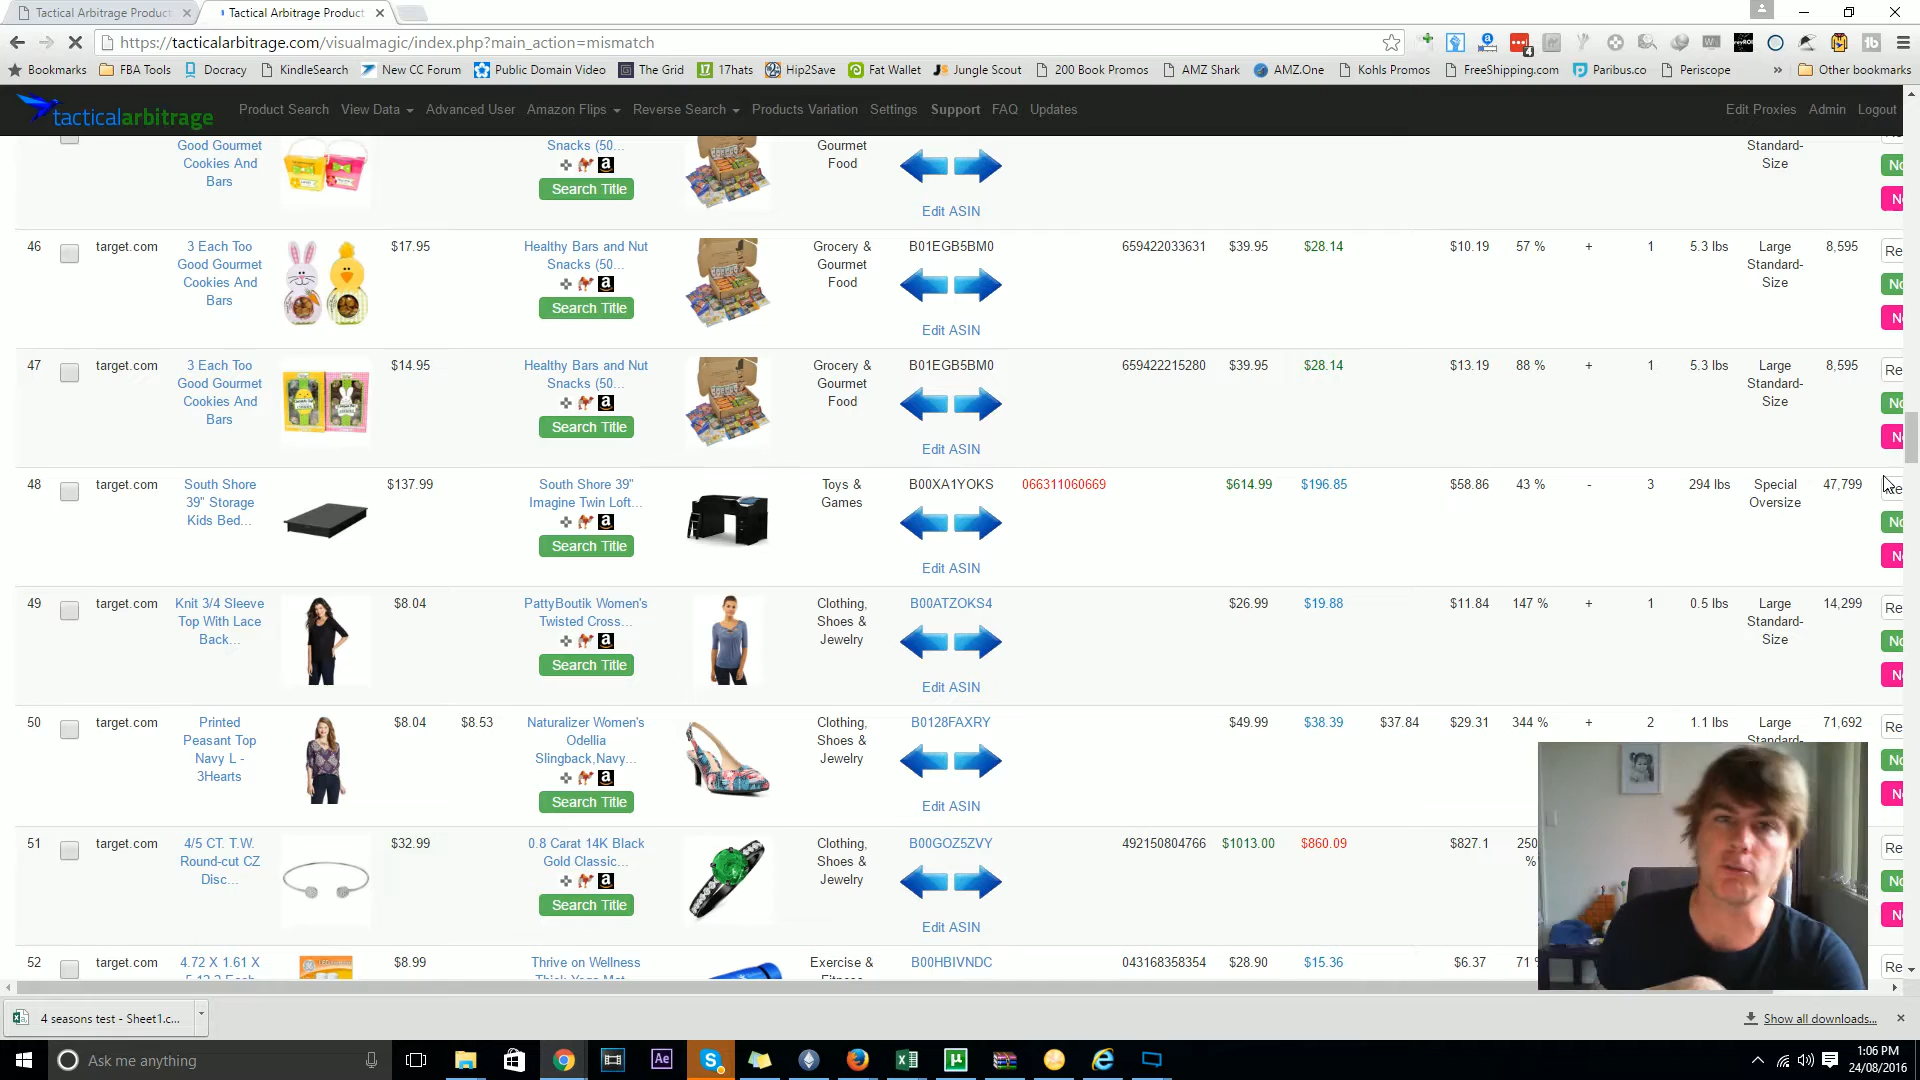 Tactical Arbitrage Product
Tactical Arbitrage Product
https://tacticalarbitrage.com/visualmagic/index.php?main_action=mismatch
Bookmarks FBA Tools Docracy KindleSearch New CC Forum Public Domain Video The Grid 17hats Hip2Save Fat Wallet Jungle Scout 200 Book Promos AMZ Shark AMZ.One Kohls Promos FreeShipping.com Paribus.co Periscope » Other bookmarks
tacticalarbitrage Product Search View Data Advanced User Amazon Flips Reverse Search Products Variation Settings Support FAQ Updates Edit Proxies Admin Logout
Good Gourmet Snacks (50... Gourmet Standard-
Cookies And Food Size
Bars Search Title No
Edit ASIN
46 target.com 3 Each Too $17.95 Healthy Bars and Nut Grocery & B01EGB5BM0 659422033631 $39.95 $28.14 $10.19 57 % + 1 5.3 lbs Large 8,595 Re
Good Gourmet Snacks (50... Gourmet Standard-
Cookies And Food Size No
Bars Search Title
Edit ASIN
47 target.com 3 Each Too $14.95 Healthy Bars and Nut Grocery & B01EGB5BM0 659422215280 $39.95 $28.14 $13.19 88 % + 1 5.3 lbs Large 8,595 Re
Good Gourmet Snacks (50... Gourmet Standard-
Cookies And Food Size No
Bars Search Title
Edit ASIN
48 target.com South Shore $137.99 South Shore 39" Toys & B00XA1YOKS 066311060669 $614.99 $196.85 $58.86 43 % - 3 294 lbs Special 47,799
39" Storage Imagine Twin Loft... Games Oversize
Kids Bed... No
Search Title
Edit ASIN
49 target.com Knit 3/4 Sleeve $8.04 PattyBoutik Women's Clothing, B00ATZOKS4 $26.99 $19.88 $11.84 147 % + 1 0.5 lbs Large 14,299 Re
Top With Lace Twisted Cross... Shoes & Standard-
Back... Jewelry Size No
Search Title
Edit ASIN
50 target.com Printed $8.04 $8.53 Naturalizer Women's Clothing, B0128FAXRY $49.99 $38.39 $37.84 $29.31 344 % + 2 1.1 lbs Large 71,692 Re
Peasant Top Odellia Shoes &
Navy L - Slingback,Navy... Jewelry No
3Hearts
Search Title
Edit ASIN
51 target.com 4/5 CT. T.W. $32.99 0.8 Carat 14K Black Clothing, B00GOZ5ZVY 492150804766 $1013.00 $860.09 $827.1 250 Re
Round-cut CZ Gold Classic... Shoes & %
Disc... Jewelry No
Search Title
Edit ASIN
52 target.com 4.72 X 1.61 X $8.99 Thrive on Wellness Exercise & B00HBIVNDC 043168358354 $28.90 $15.36 $6.37 71 Re
4 seasons test - Sheet1.c... Show all downloads...
Ask me anything 1:06 PM
24/08/2016